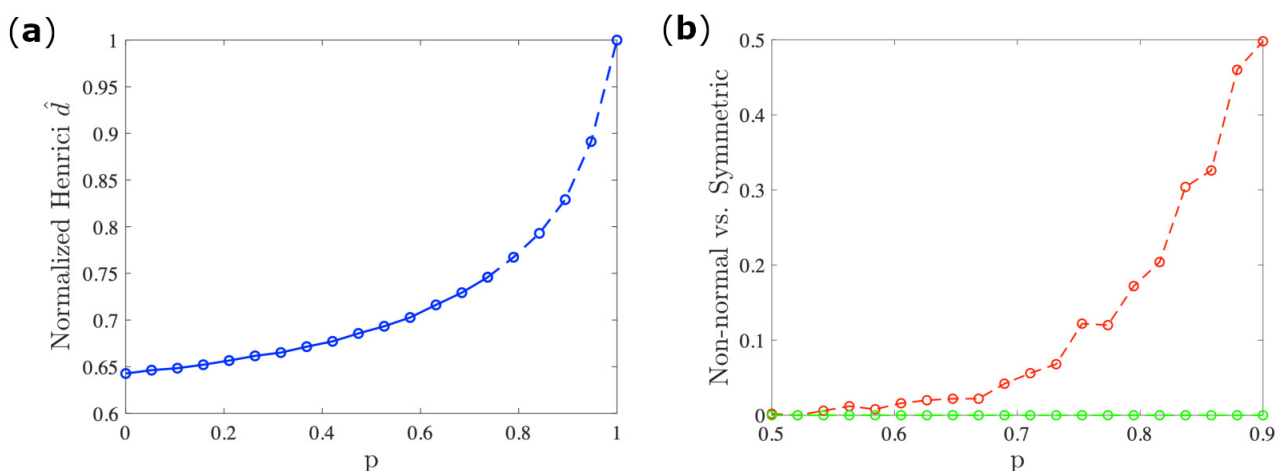 (a)
1
0.95
0.9
0.85
0.8
0.75
0.7
0.65
0.6
Normalized Henrici d̂
0 0.2 0.4 0.6 0.8 1
p
(b)
0.5
0.4
0.3
0.2
0.1
0
Non-normal vs. Symmetric
0.5 0.6 0.7 0.8 0.9
p